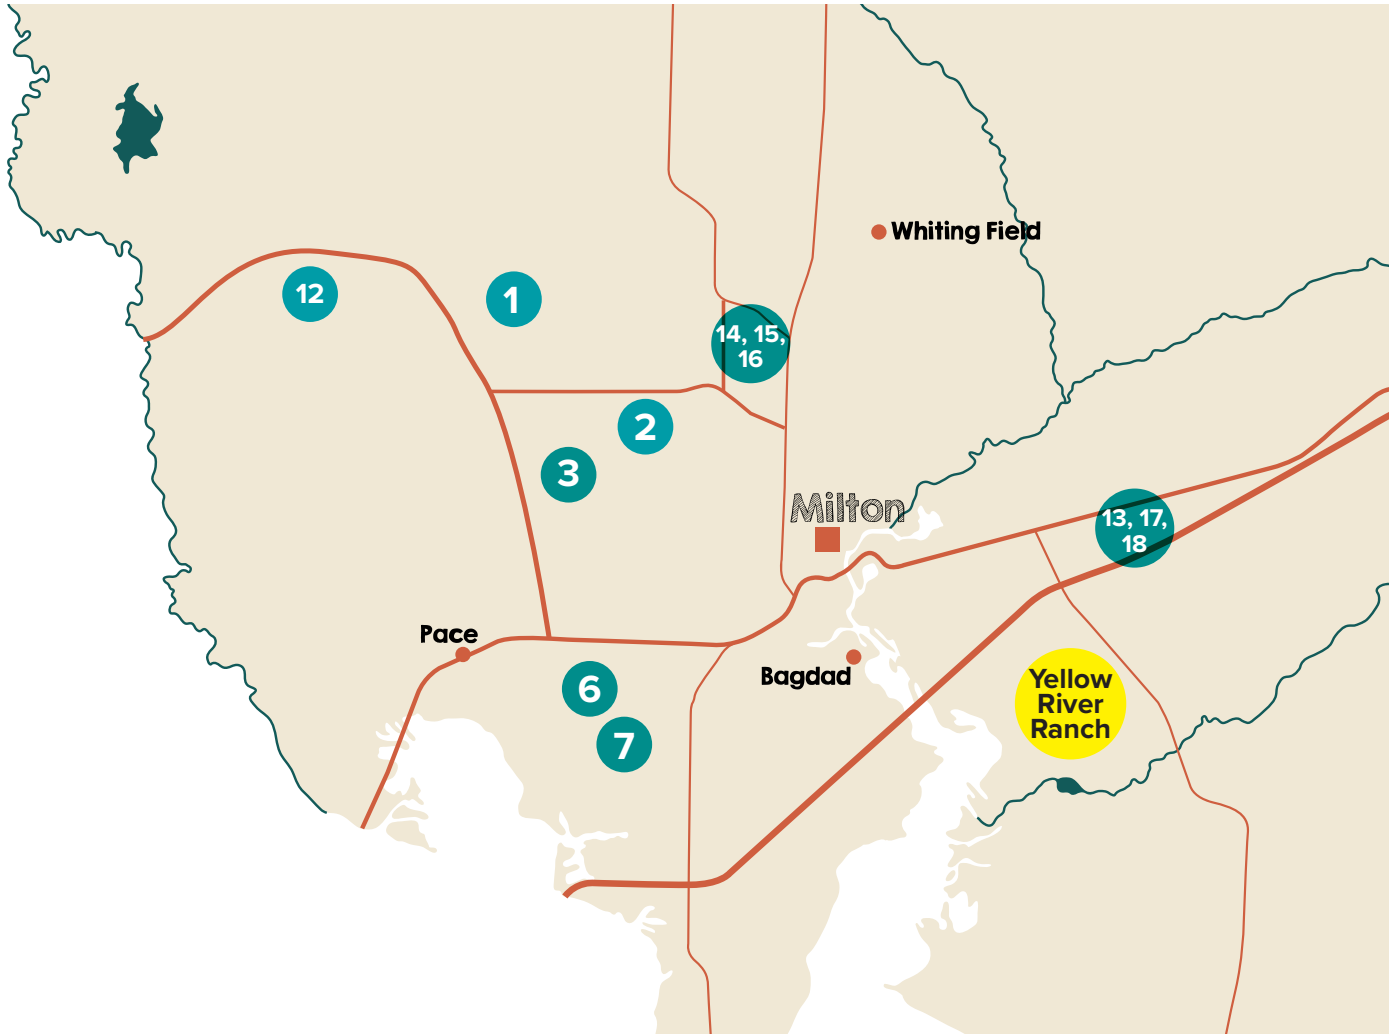 Whiting Field
12
1
14, 15,
16
2
3
Milton
13, 17,
18
Pace
Bagdad
6
Yellow
River
Ranch
7